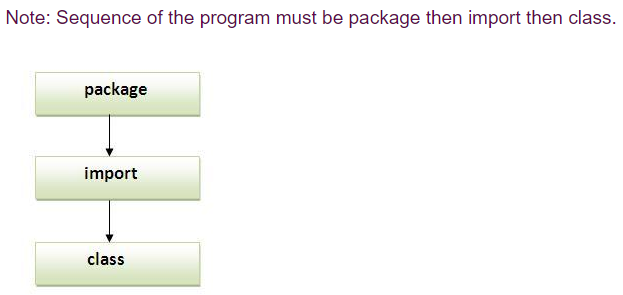 Note: Sequence of the program must be package then import then class.
package
import
class